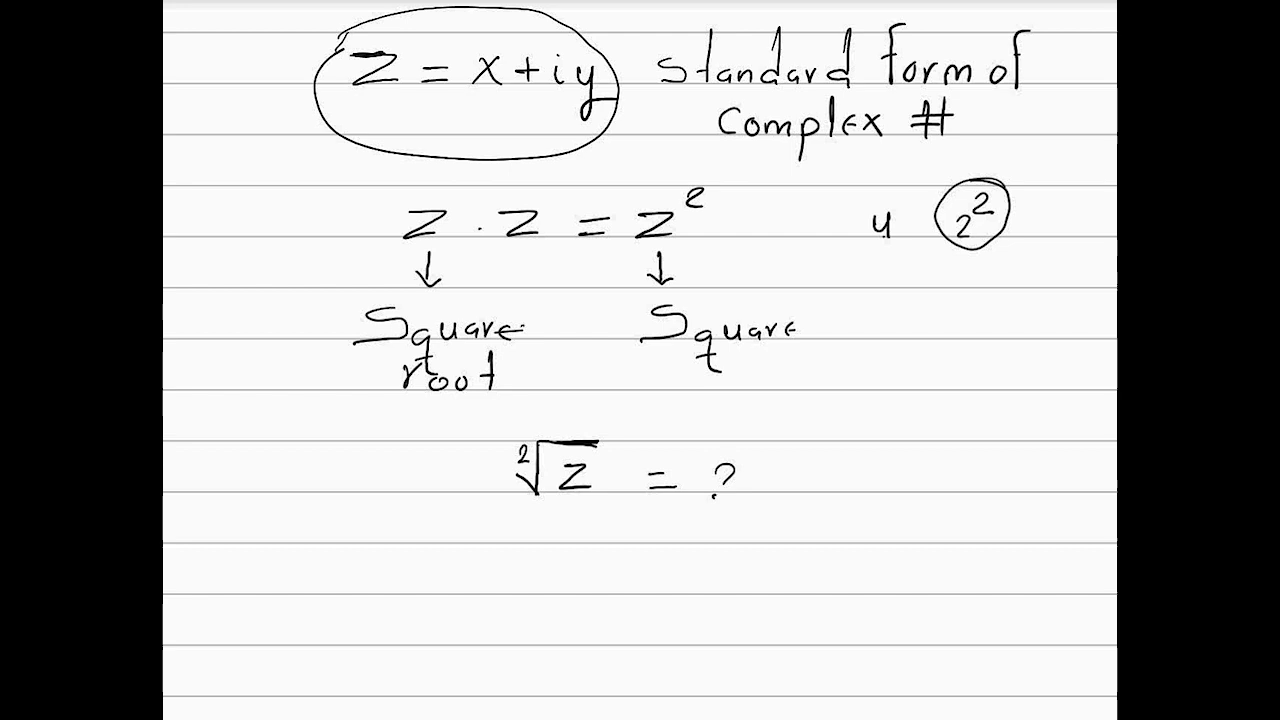 z = x + iy standard form of
complex #
z . z = z² 4 2²
↓ ↓
Square Square
root
²√z = ?